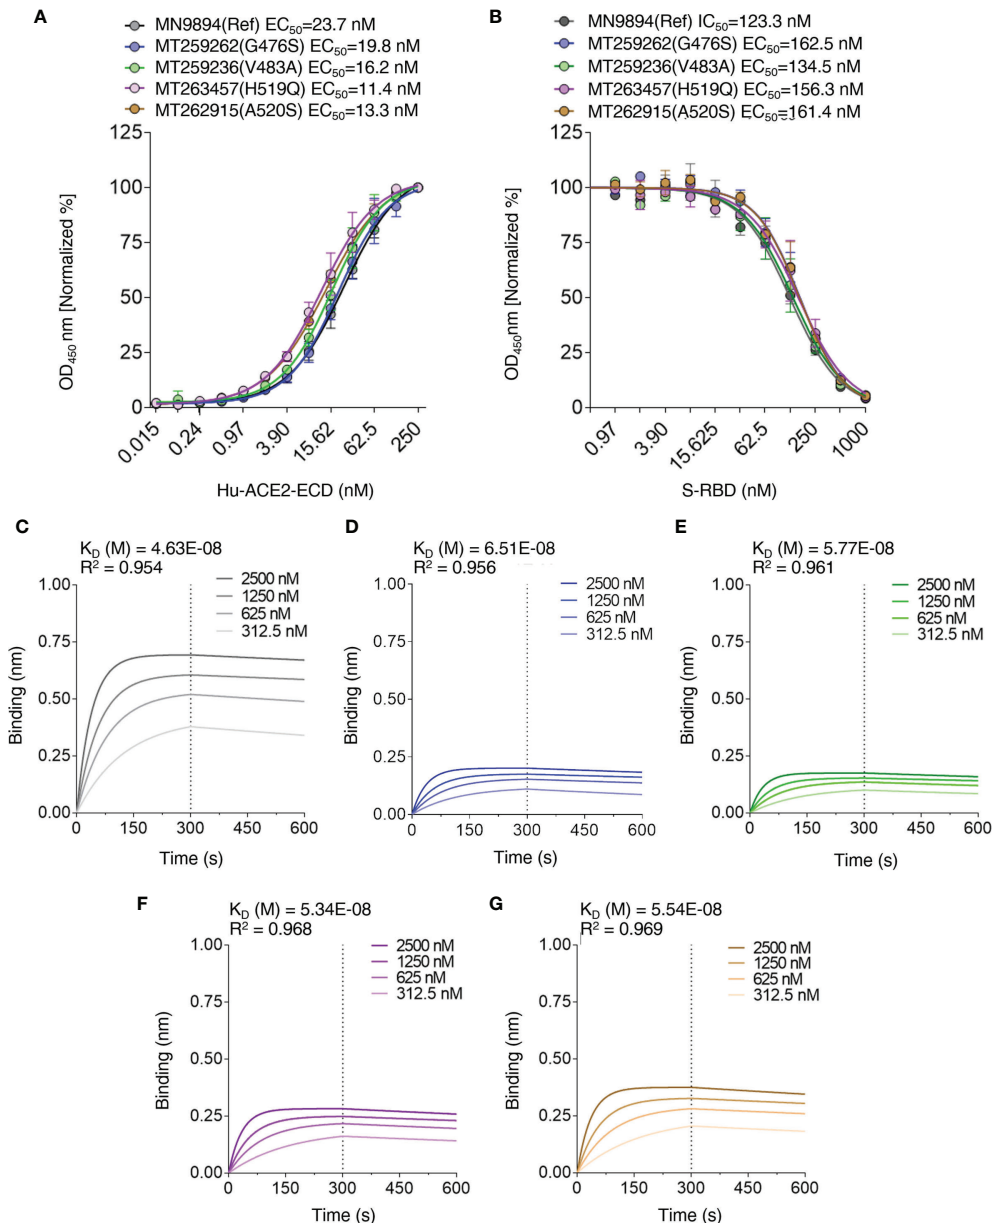 A
MN9894(Ref) EC50=23.7 nM
MT259262(G476S) EC50=19.8 nM
MT259236(V483A) EC50=16.2 nM
MT263457(H519Q) EC50=11.4 nM
MT262915(A520S) EC50=13.3 nM
125
100
75
50
25
0
OD450 nm [Normalized %]
0.015
0.24
0.97
3.90
15.62
62.5
250
Hu-ACE2-ECD (nM)
B
MN9894(Ref) IC50=123.3 nM
MT259262(G476S) EC50=162.5 nM
MT259236(V483A) EC50=134.5 nM
MT263457(H519Q) EC50=156.3 nM
MT262915(A520S) EC50=161.4 nM
125
100
75
50
25
0
OD450nm [Normalized %]
0.97
3.90
15.625
62.5
250
1000
S-RBD (nM)
C
KD (M) = 4.63E-08
R² = 0.954
2500 nM
1250 nM
625 nM
312.5 nM
1.00
0.75
0.50
0.25
0.00
Binding (nm)
0 150 300 450 600
Time (s)
D
KD (M) = 6.51E-08
R² = 0.956
2500 nM
1250 nM
625 nM
312.5 nM
1.00
0.75
0.50
0.25
0.00
Binding (nm)
0 150 300 450 600
Time (s)
E
KD (M) = 5.77E-08
R² = 0.961
2500 nM
1250 nM
625 nM
312.5 nM
1.00
0.75
0.50
0.25
0.00
Binding (nm)
0 150 300 450 600
Time (s)
F
KD (M) = 5.34E-08
R² = 0.968
2500 nM
1250 nM
625 nM
312.5 nM
1.00
0.75
0.50
0.25
0.00
Binding (nm)
0 150 300 450 600
Time (s)
G
KD (M) = 5.54E-08
R² = 0.969
2500 nM
1250 nM
625 nM
312.5 nM
1.00
0.75
0.50
0.25
0.00
Binding (nm)
0 150 300 450 600
Time (s)